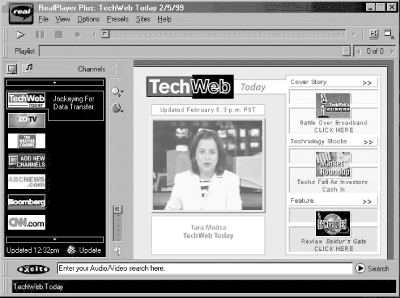 real
RealPlayer Plus: TechWeb Today 2/5/99
File View Options Presets Sites Help
Playlist:
0 of 0
Channels
TechWeb
Jockeying For
Data Transfer
ZDTV
THE WEATHER CHANNEL
ADD NEW
CHANNELS
ABCNEWS
.com
Bloomberg
CNN.com
Updated 12:32pm
Update
TechWeb Today
Updated February 5, 3 p.m. PST
Tara Maitra
TechWeb Today
Cover Story >>
Battle Over Broadband
CLICK HERE
Technology Stocks >>
Market
Roundup
Techs Fall As Investors
Cash In
Feature >>
Review Baldur's Gate
CLICK HERE
excite
Enter your Audio/Video search here.
Search
TechWeb Today